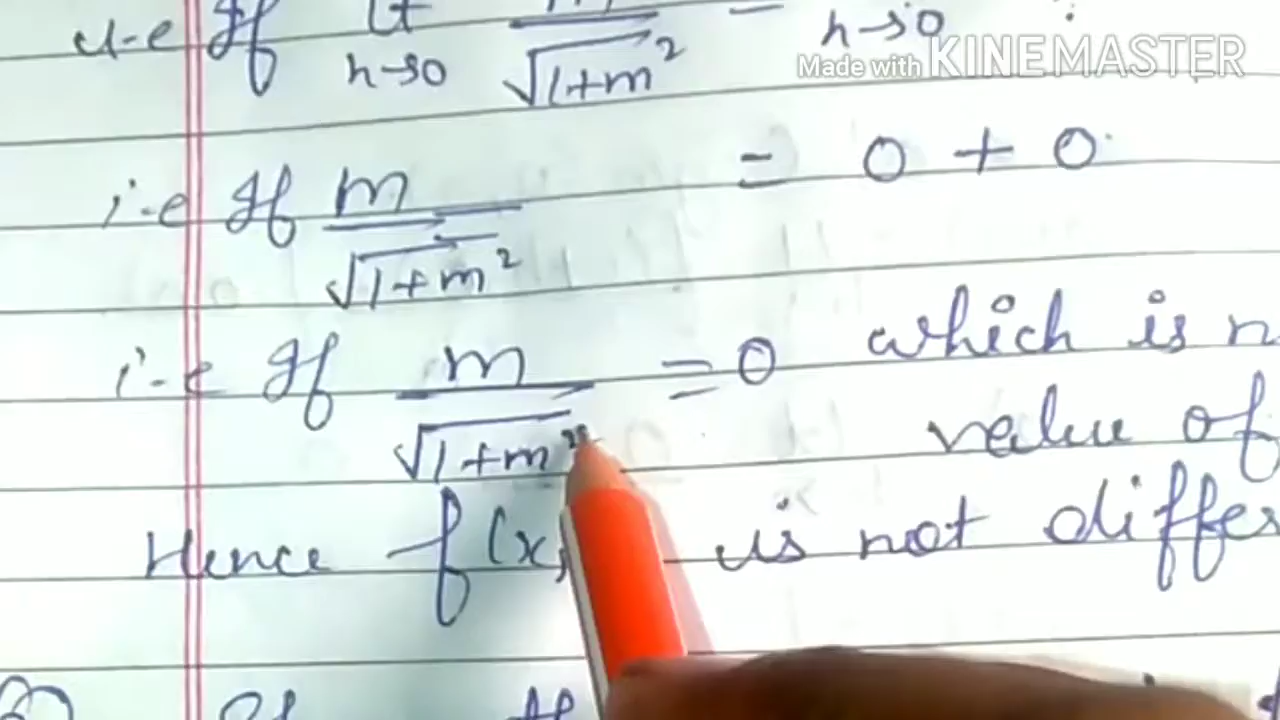 i.e If lt h→0 m/√1+m² = h→0
Made with KINEMASTER
i.e If m/√1+m² = 0 + 0
i.e If m/√1+m² = 0 which is n
value of
Hence f(x, is not differ